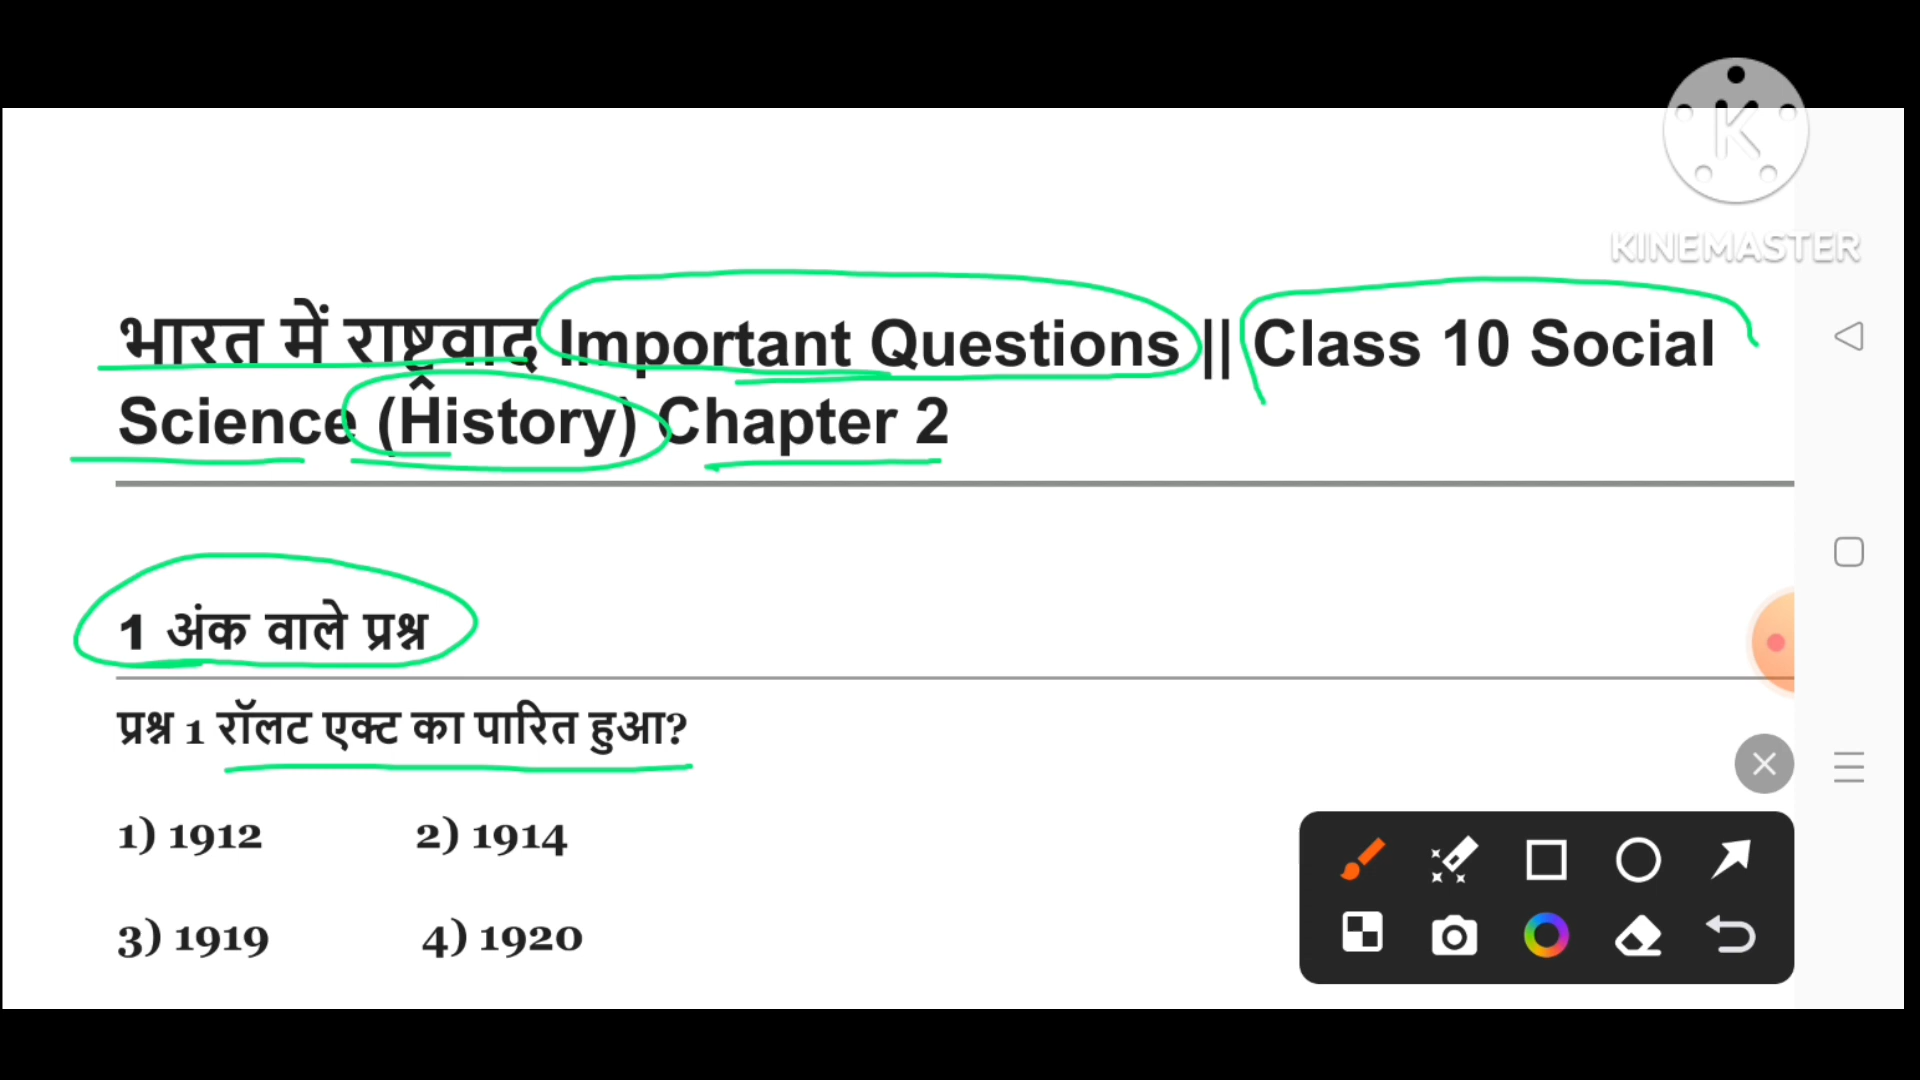 KINEMASTER
भारत में राष्ट्रवाद Important Questions || Class 10 Social
Science (History) Chapter 2
1 अंक वाले प्रश्न
प्रश्न 1 रॉलट एक्ट का पारित हुआ?
1) 1912 2) 1914
3) 1919 4) 1920